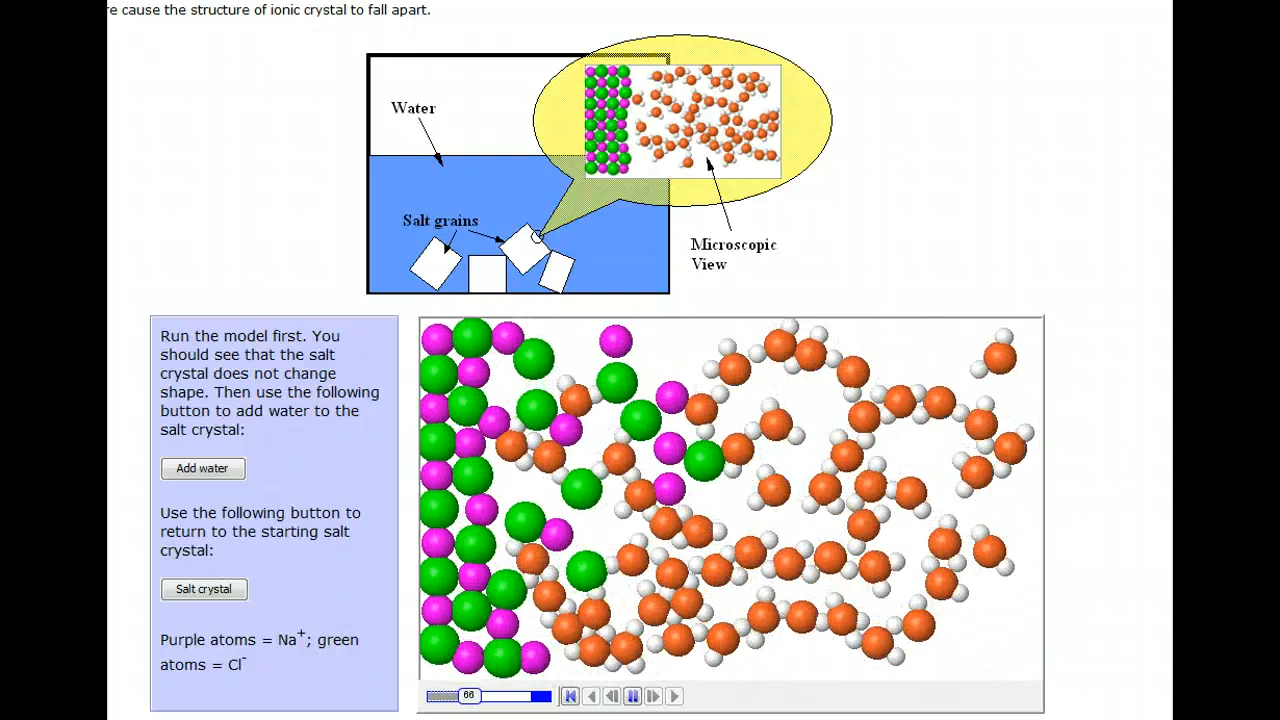 re cause the structure of ionic crystal to fall apart.
Water
Salt grains
Microscopic
View
Run the model first. You
should see that the salt
crystal does not change
shape. Then use the following
button to add water to the
salt crystal:
Add water
Use the following button to
return to the starting salt
crystal:
Salt crystal
Purple atoms = Na+; green
atoms = Cl-
66